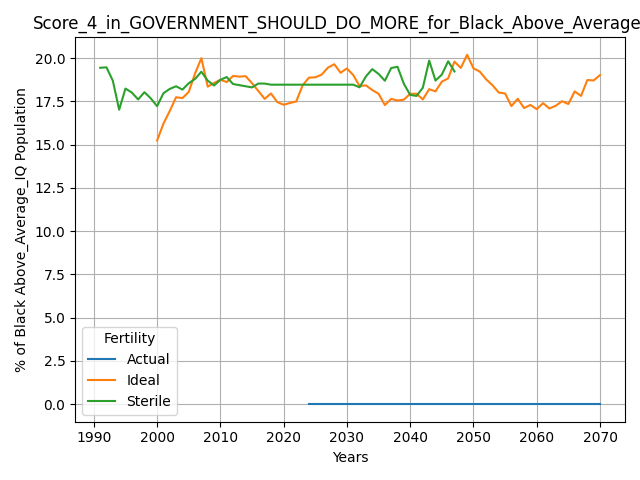 Score_4_in_GOVERNMENT_SHOULD_DO_MORE_for_Black_Above_Average
% of Black Above_Average_IQ Population
20.0
17.5
15.0
12.5
10.0
7.5
5.0
2.5
0.0
Fertility
Actual
Ideal
Sterile
1990 2000 2010 2020 2030 2040 2050 2060 2070
Years